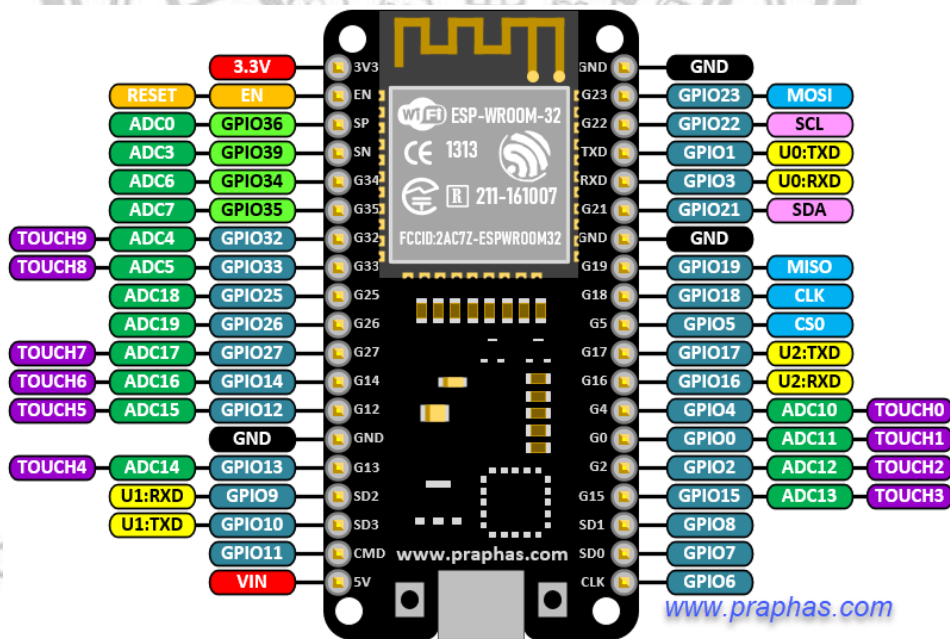 3.3V 3V3 GND GND
RESET EN EN G23 GPIO23 MOSI
ADC0 GPIO36 SP G22 GPIO22 SCL
ADC3 GPIO39 SN TXD GPIO1 U0:TXD
ADC6 GPIO34 G34 RXD GPIO3 U0:RXD
ADC7 GPIO35 G35 G21 GPIO21 SDA
TOUCH9 ADC4 GPIO32 G32 GND GND
TOUCH8 ADC5 GPIO33 G33 G19 GPIO19 MISO
ADC18 GPIO25 G25 G18 GPIO18 CLK
ADC19 GPIO26 G26 G5 GPIO5 CS0
TOUCH7 ADC17 GPIO27 G27 G17 GPIO17 U2:TXD
TOUCH6 ADC16 GPIO14 G14 G16 GPIO16 U2:RXD
TOUCH5 ADC15 GPIO12 G12 G4 GPIO4 ADC10 TOUCH0
GND GND G0 GPIO0 ADC11 TOUCH1
TOUCH4 ADC14 GPIO13 G13 G2 GPIO2 ADC12 TOUCH2
U1:RXD GPIO9 SD2 G15 GPIO15 ADC13 TOUCH3
U1:TXD GPIO10 SD3 SD1 GPIO8
GPIO11 CMD SD0 GPIO7
VIN 5V CLK GPIO6
WiFi ESP-WROOM-32
CE 1313
R 211-161007
FCCID:2AC7Z-ESPWROOM32
www.praphas.com
www.praphas.com